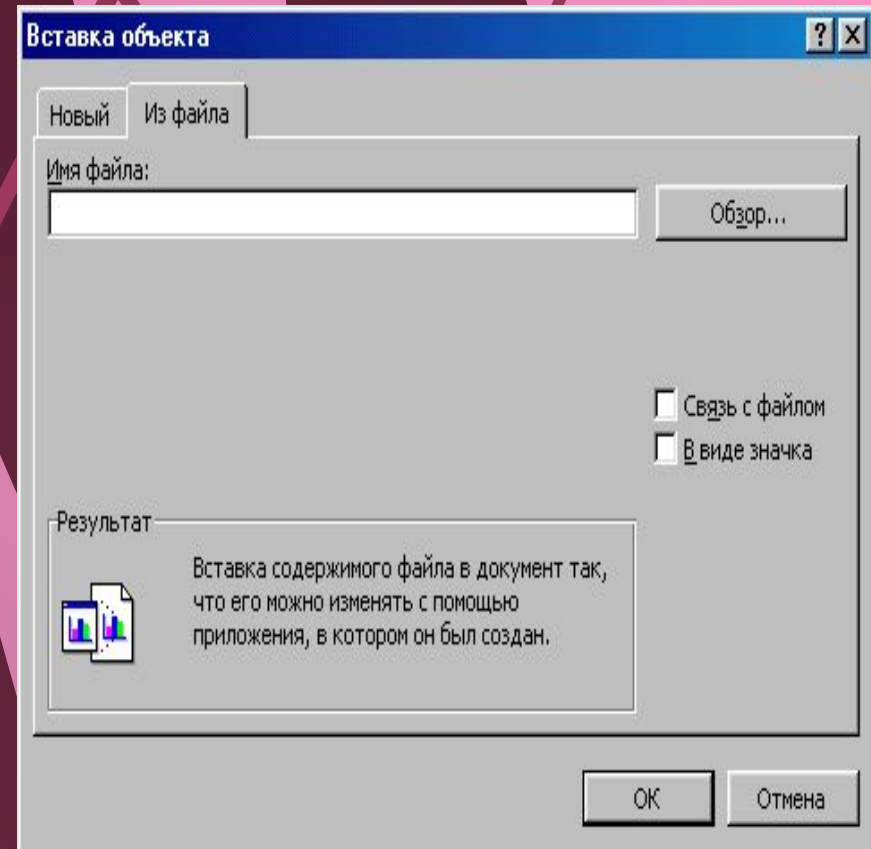 Вставка объекта
Новый
Из файла
Имя файла:
Обзор...
Связь с файлом
В виде значка
Результат
Вставка содержимого файла в документ так,
что его можно изменять с помощью
приложения, в котором он был создан.
ОК
Отмена